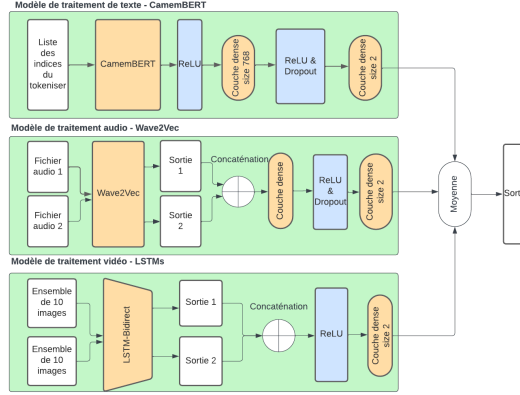 Modèle de traitement de texte - CamemBERT
Liste
des
indices
du
tokeniser
CamemBERT
ReLU
Couche dense
size 768
ReLU &
Dropout
Couche dense
size 2
Modèle de traitement audio - Wave2Vec
Fichier
audio 1
Fichier
audio 2
Wave2Vec
Sortie
1
Sortie
2
Concaténation
Couche dense
ReLU
&
Dropout
Couche dense
size 2
Moyenne
Modèle de traitement vidéo - LSTMs
Ensemble
de 10
images
Ensemble
de 10
images
LSTM-Bidirect
Sortie 1
Sortie 2
Concaténation
ReLU
Couche dense
size 2